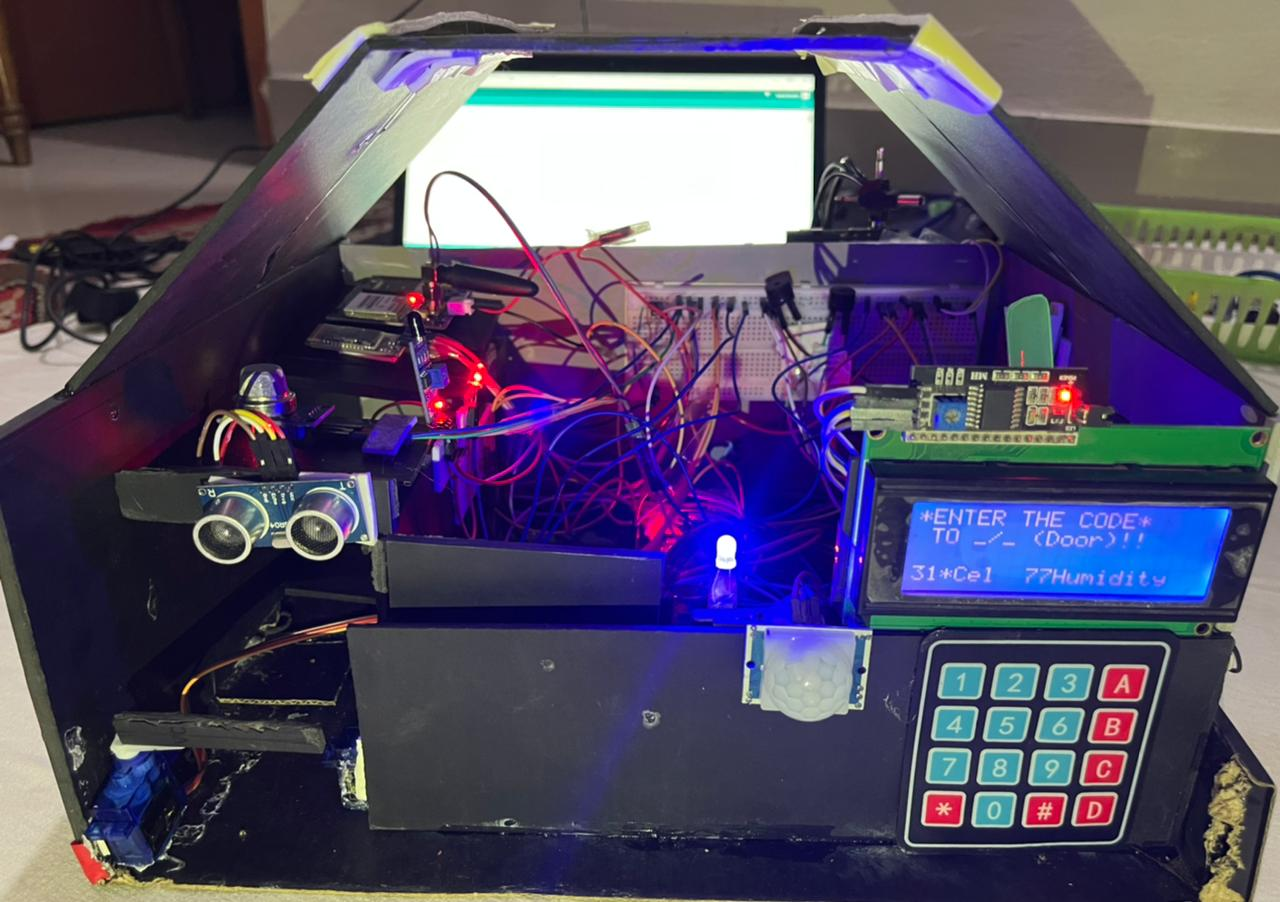 R
T
*ENTER THE CODE*
TO _/_ (Door)!!
31*Cel 77Humidity
1 2 3 A
4 5 6 B
7 8 9 C
* 0 # D